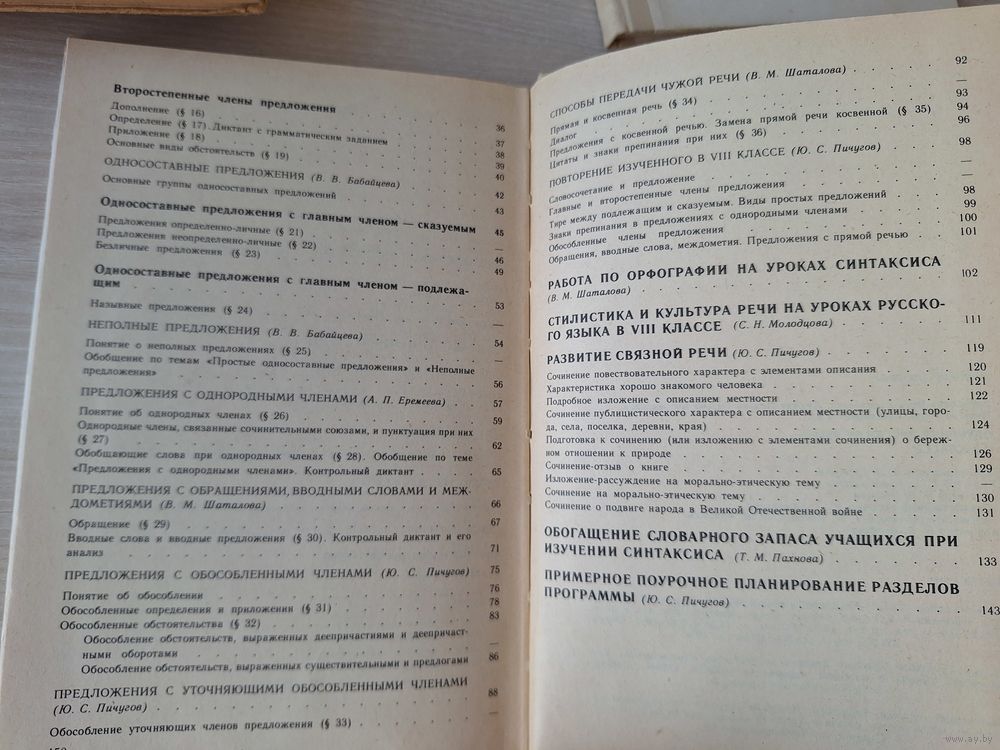 Второстепенные члены предложения
Дополнение (§ 16) 36
Определение (§ 17). Диктант с грамматическим заданием 37
Приложение (§ 18) 38
Основные виды обстоятельств (§ 19) 39
ОДНОСОСТАВНЫЕ ПРЕДЛОЖЕНИЯ (В. В. Бабайцева) 40
Основные группы односоставных предложений 42
Односоставные предложения с главным членом — сказуемым 43
Предложения определенно-личные (§ 21) 45
Предложения неопределенно-личные (§ 22) —
Безличные предложения (§ 23) 46
Односоставные предложения с главным членом — подлежа- 49
щим
Назывные предложения (§ 24) 53
НЕПОЛНЫЕ ПРЕДЛОЖЕНИЯ (В. В. Бабайцева) —
Понятие о неполных предложениях (§ 25) 54
Обобщение по темам «Простые односоставные предложения» и «Неполные —
предложения» 56
ПРЕДЛОЖЕНИЯ С ОДНОРОДНЫМИ ЧЛЕНАМИ (А. П. Еремеева) 57
Понятие об однородных членах (§ 26) 59
Однородные члены, связанные сочинительными союзами, и пунктуация при них
(§ 27) 62
Обобщающие слова при однородных членах (§ 28). Обобщение по теме
«Предложения с однородными членами». Контрольный диктант 65
ПРЕДЛОЖЕНИЯ С ОБРАЩЕНИЯМИ, ВВОДНЫМИ СЛОВАМИ И МЕЖ-
ДОМЕТИЯМИ (В. М. Шаталова) 66
Обращение (§ 29) 67
Вводные слова и вводные предложения (§ 30). Контрольный диктант и его
анализ 71
ПРЕДЛОЖЕНИЯ С ОБОСОБЛЕННЫМИ ЧЛЕНАМИ (Ю. С. Пичугов) 75
Понятие об обособлении 76
Обособленные определения и приложения (§ 31) 78
Обособленные обстоятельства (§ 32) 83
Обособление обстоятельств, выраженных деепричастиями и деепричаст-
ными оборотами —
Обособление обстоятельств, выраженных существительными и предлогами 86
ПРЕДЛОЖЕНИЯ С УТОЧНЯЮЩИМИ ОБОСОБЛЕННЫМИ ЧЛЕНАМИ
(Ю. С. Пичугов) 88
Обособление уточняющих членов предложения (§ 33) —
СПОСОБЫ ПЕРЕДАЧИ ЧУЖОЙ РЕЧИ (В. М. Шаталова) 92
Прямая и косвенная речь (§ 34) —
Диалог 93
Предложения с косвенной речью. Замена прямой речи косвенной (§ 35) 94
Цитаты и знаки препинания при них (§ 36) 96
ПОВТОРЕНИЕ ИЗУЧЕННОГО В VIII КЛАССЕ (Ю. С. Пичугов) 98
Словосочетание и предложение —
Главные и второстепенные члены предложения —
Тире между подлежащим и сказуемым. Виды простых предложений 98
Знаки препинания в предложениях с однородными членами 99
Обособленные члены предложения 100
Обращения, вводные слова, междометия. Предложения с прямой речью 101
РАБОТА ПО ОРФОГРАФИИ НА УРОКАХ СИНТАКСИСА
(В. М. Шаталова) 102
СТИЛИСТИКА И КУЛЬТУРА РЕЧИ НА УРОКАХ РУССКО-
ГО ЯЗЫКА В VIII КЛАССЕ (С. Н. Молодцова) 111
РАЗВИТИЕ СВЯЗНОЙ РЕЧИ (Ю. С. Пичугов) 119
Сочинение повествовательного характера с элементами описания 120
Характеристика хорошо знакомого человека 121
Подробное изложение с описанием местности 122
Сочинение публицистического характера с описанием местности (улицы, горо-
да, села, поселка, деревни, края) 124
Подготовка к сочинению (или изложению с элементами сочинения) о береж-
ном отношении к природе 126
Сочинение-отзыв о книге 129
Изложение-рассуждение на морально-этическую тему —
Сочинение на морально-этическую тему 130
Сочинение о подвиге народа в Великой Отечественной войне 131
ОБОГАЩЕНИЕ СЛОВАРНОГО ЗАПАСА УЧАЩИХСЯ ПРИ
ИЗУЧЕНИИ СИНТАКСИСА (Т. М. Пахнова) 133
ПРИМЕРНОЕ ПОУРОЧНОЕ ПЛАНИРОВАНИЕ РАЗДЕЛОВ
ПРОГРАММЫ (Ю. С. Пичугов) 143
www.ay.by